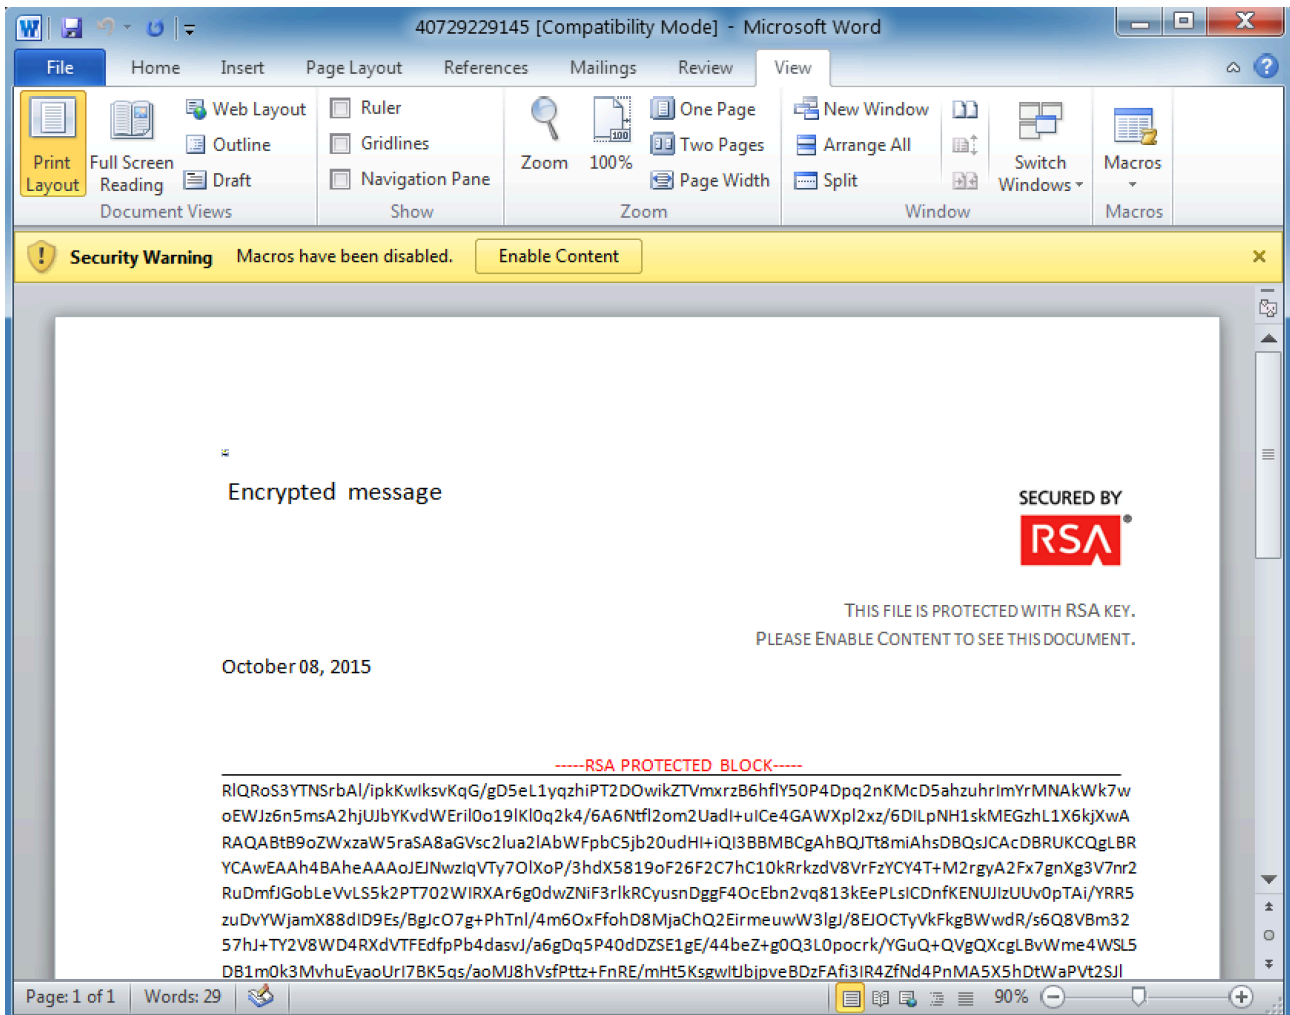 40729229145 [Compatibility Mode] - Microsoft Word
File Home Insert Page Layout References Mailings Review View
Print Layout
Full Screen Reading
Web Layout
Outline
Draft
Document Views
Ruler
Gridlines
Navigation Pane
Show
Zoom
100%
One Page
Two Pages
Page Width
Zoom
New Window
Arrange All
Split
Switch Windows
Window
Macros
Macros
Security Warning Macros have been disabled. Enable Content
Encrypted message
SECURED BY
RSA
THIS FILE IS PROTECTED WITH RSA KEY.
PLEASE ENABLE CONTENT TO SEE THIS DOCUMENT.
October 08, 2015
-----RSA PROTECTED BLOCK-----
RlQRoS3YTNSrbAl/ipkKwIksvKqG/gD5eL1yqzhiPT2DOwikZTVmxrzB6hflY50P4Dpq2nKMcD5ahzuhrImYrMNAkWk7w
oEWJz6n5msA2hjUJbYKvdWEril0o19lKl0q2k4/6A6Ntfl2om2UadI+uICe4GAWXpl2xz/6DILpNH1skMEGzhL1X6kjXwA
RAQABtB9oZWxzaW5raSA8aGVsc2lua2lAbWFpbC5jb20udHI+iQI3BBMBCgAhBQJTt8miAhsDBQsJCAcDBRUKCQgLBR
YCAwEAAh4BAheAAAoJEJNwzIqVTy7OlXoP/3hdX5819oF26F2C7hC10kRrkzdV8VrFzYCY4T+M2rgyA2Fx7gnXg3V7nr2
RuDmfJGobLeVvLS5k2PT702WIRXAr6g0dwZNiF3rlkRCyusnDggF4OcEbn2vq813kEePLsICDnfKENUJIzUUv0pTAi/YRR5
zuDvYWjamX88dID9Es/BgJcO7g+PhTnl/4m6OxFfohD8MjaChQ2EirmeuwW3lgJ/8EJOCTyVkFkgBWwdR/s6Q8VBm32
57hJ+TY2V8WD4RXdVTFEdfpPb4dasvJ/a6gDq5P40dDZSE1gE/44beZ+g0Q3L0pocrk/YGuQ+QVgQXcgLBvWme4WSL5
DB1m0k3MvhuEyaoUrI7BK5qs/aoMJ8hVsfPttz+FnRE/mHt5KsgwItJbjpveBDzFAfi3IR4ZfNd4PnMA5X5hDtWaPVt2SJl
Page: 1 of 1 Words: 29 90%